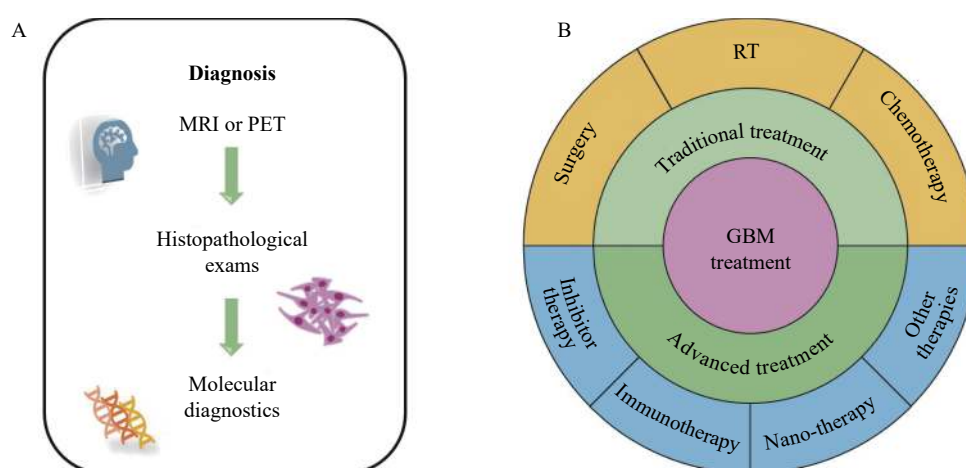 A
Diagnosis
MRI or PET
Histopathological
exams
Molecular
diagnostics
B
Surgery
RT
Chemotherapy
Traditional treatment
GBM
treatment
Advanced treatment
Inhibitor
therapy
Immunotherapy
Nano-therapy
Other
therapies